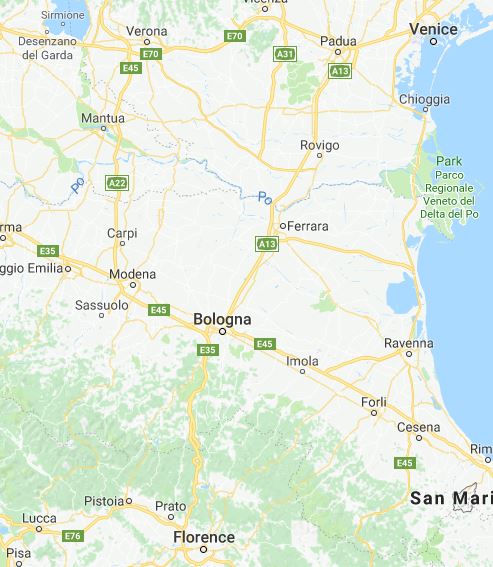 Vicenza
Sirmione
Desenzano
del Garda
Verona
E70
Venice
Padua
E70
A31
E45
A13
Chioggia
Mantua
Rovigo
Park
Parco
Regionale
Veneto del
Delta del Po
Po
A22
Po
Ferrara
rma
Carpi
A13
E35
ggio Emilia
Modena
Sassuolo
E45
Bologna
E35
E45
Ravenna
Imola
Forli
Cesena
Rim
E45
San Mari
Pistoia
Prato
Lucca
E76
Florence
Pisa